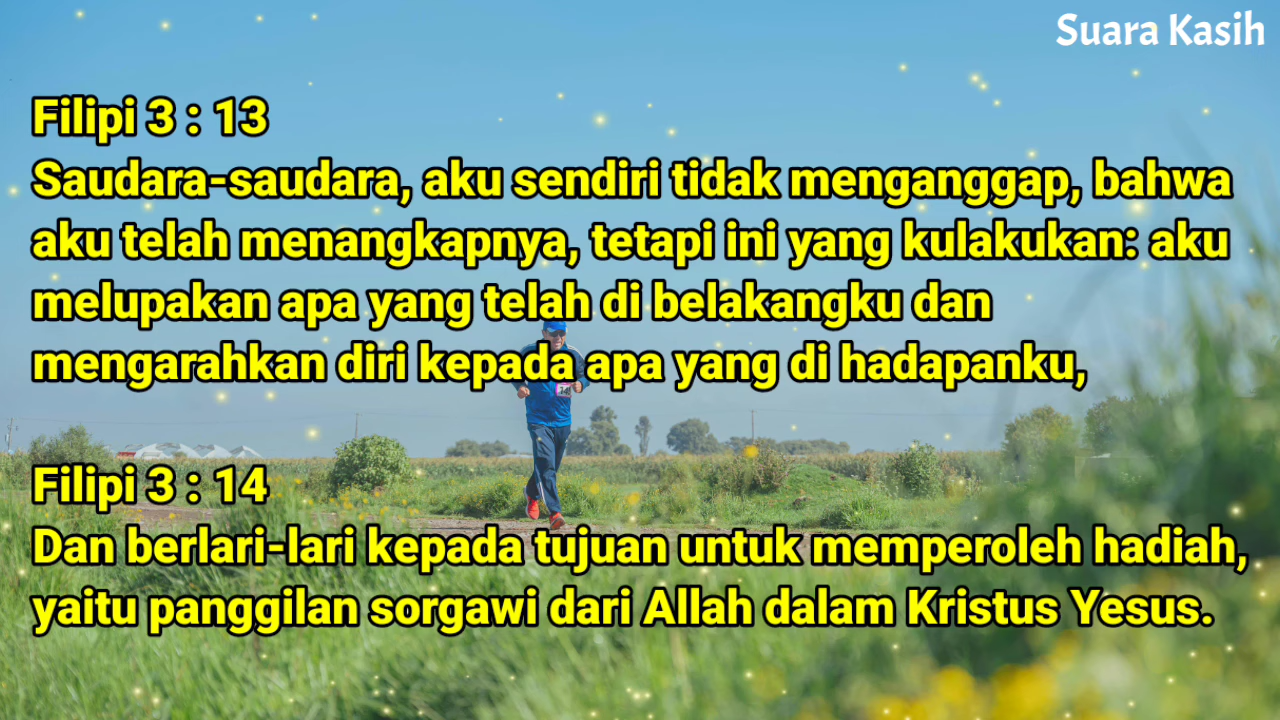 Suara Kasih
Filipi 3 : 13
Saudara-saudara, aku sendiri tidak menganggap, bahwa
aku telah menangkapnya, tetapi ini yang kulakukan: aku
melupakan apa yang telah di belakangku dan
mengarahkan diri kepada apa yang di hadapanku,
Filipi 3 : 14
Dan berlari-lari kepada tujuan untuk memperoleh hadiah,
yaitu panggilan sorgawi dari Allah dalam Kristus Yesus.